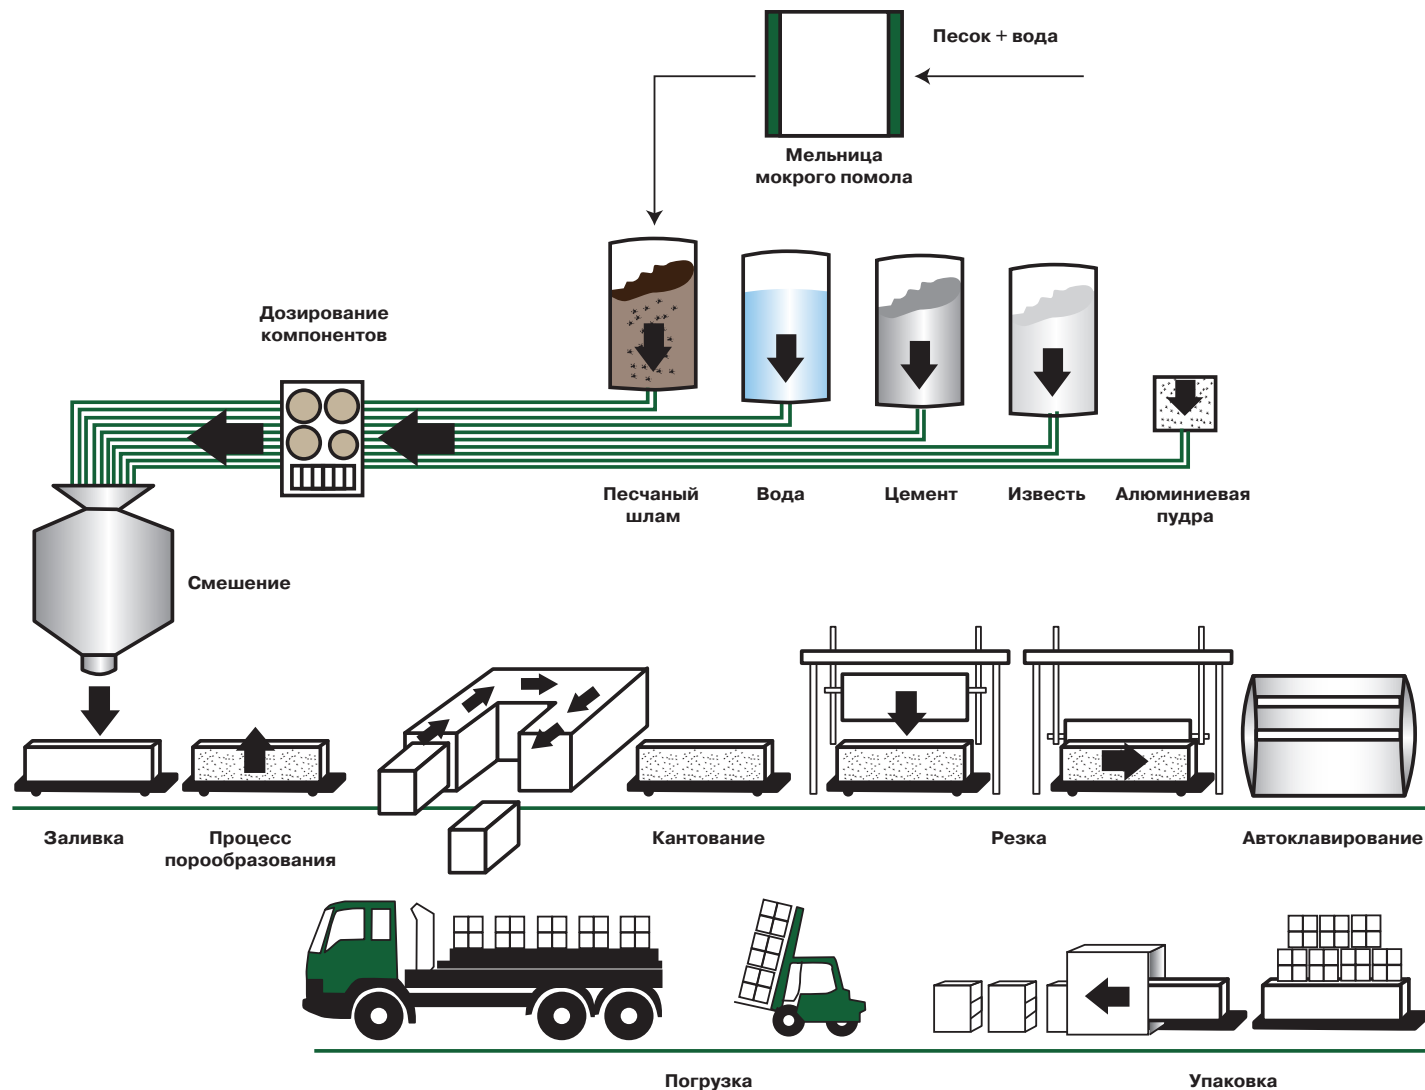 Песок + вода
Мельница
мокрого помола
Дозирование
компонентов
Песчаный
шлам
Вода
Цемент
Известь
Алюминиевая
пудра
Смешение
Заливка
Процесс
порообразования
Кантование
Резка
Автоклавирование
Погрузка
Упаковка